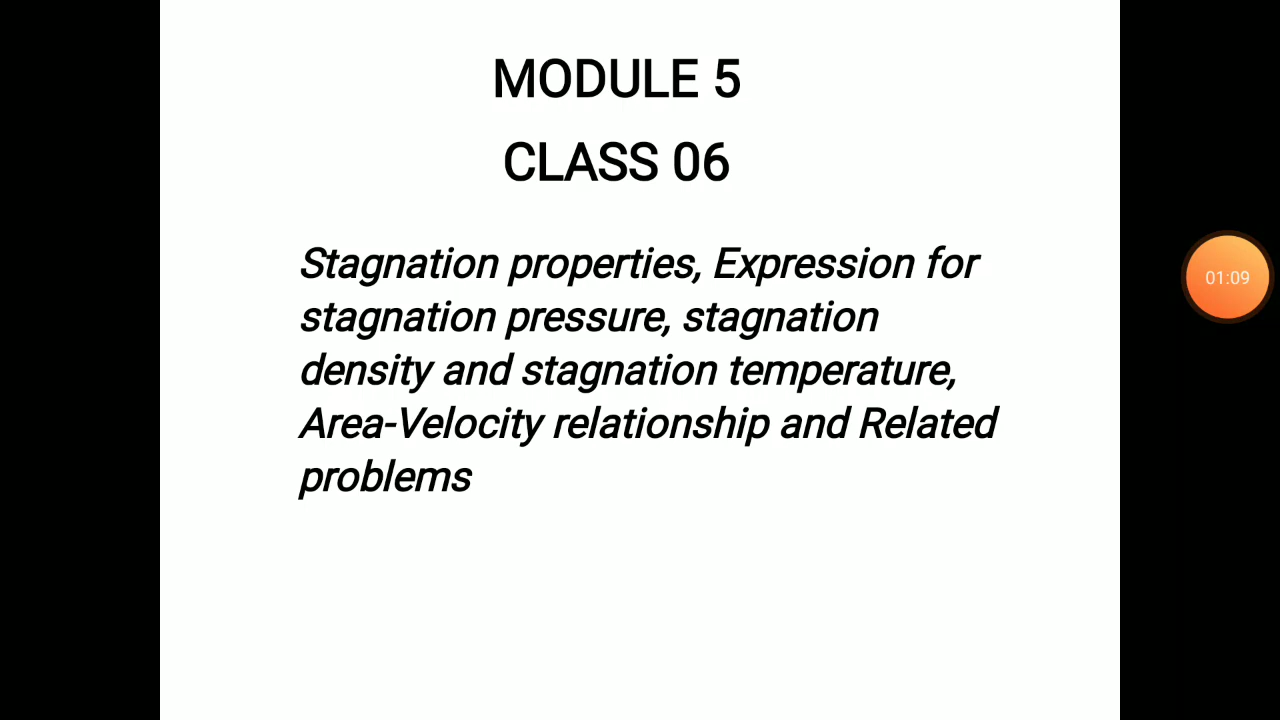 MODULE 5
CLASS 06
Stagnation properties, Expression for
stagnation pressure, stagnation
density and stagnation temperature,
Area-Velocity relationship and Related
problems
01:09